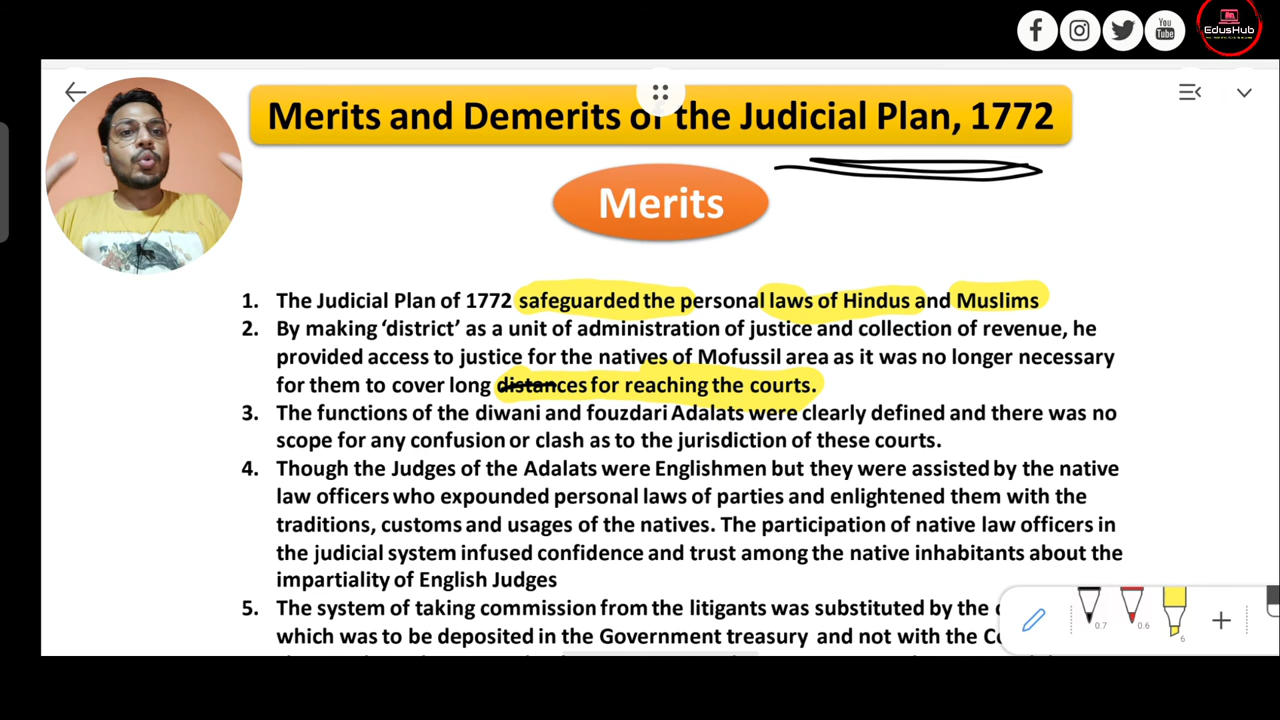 You
Tube
EdusHub
Merits and Demerits of the Judicial Plan, 1772
Merits
1. The Judicial Plan of 1772 safeguarded the personal laws of Hindus and Muslims
2. By making ‘district’ as a unit of administration of justice and collection of revenue, he
provided access to justice for the natives of Mofussil area as it was no longer necessary
for them to cover long distances for reaching the courts.
3. The functions of the diwani and fouzdari Adalats were clearly defined and there was no
scope for any confusion or clash as to the jurisdiction of these courts.
4. Though the Judges of the Adalats were Englishmen but they were assisted by the native
law officers who expounded personal laws of parties and enlightened them with the
traditions, customs and usages of the natives. The participation of native law officers in
the judicial system infused confidence and trust among the native inhabitants about the
impartiality of English Judges
5. The system of taking commission from the litigants was substituted by the
which was to be deposited in the Government treasury and not with the
0.7
0.6
6